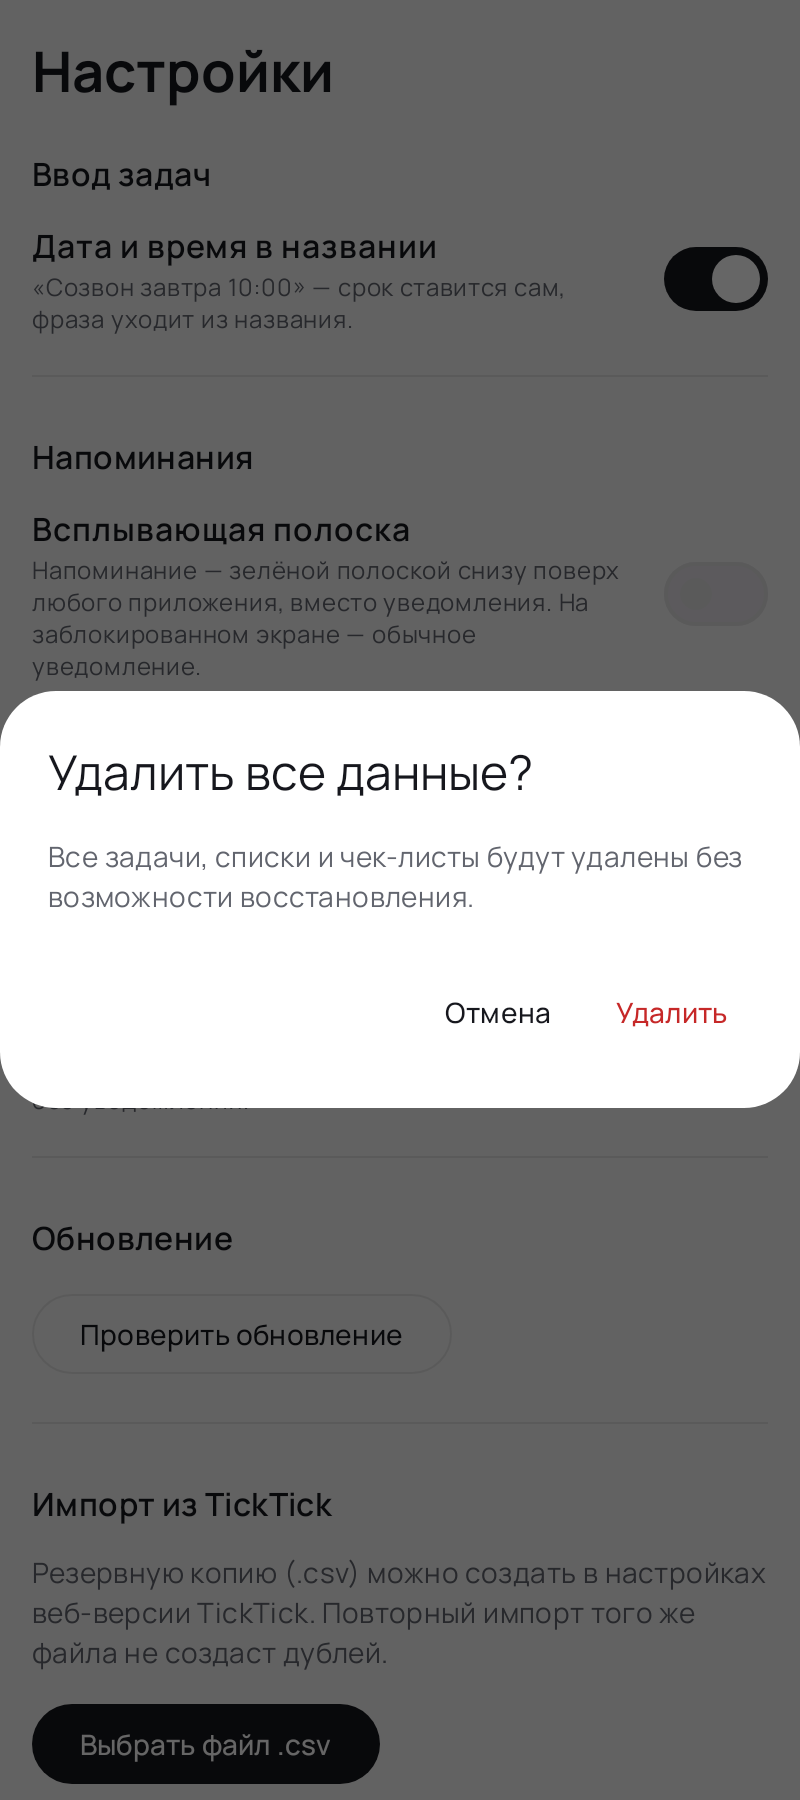 Настройки
Ввод задач
Дата и время в названии
«Созвон завтра 10:00» — срок ставится сам,
фраза уходит из названия.
Напоминания
Всплывающая полоска
Напоминание — зелёной полоской снизу поверх
любого приложения, вместо уведомления. На
заблокированном экране — обычное
уведомление.
Удалить все данные?
Все задачи, списки и чек-листы будут удалены без
возможности восстановления.
Отмена
Удалить
Обновление
Проверить обновление
Импорт из TickTick
Резервную копию (.csv) можно создать в настройках
веб-версии TickTick. Повторный импорт того же
файла не создаст дублей.
Выбрать файл .csv